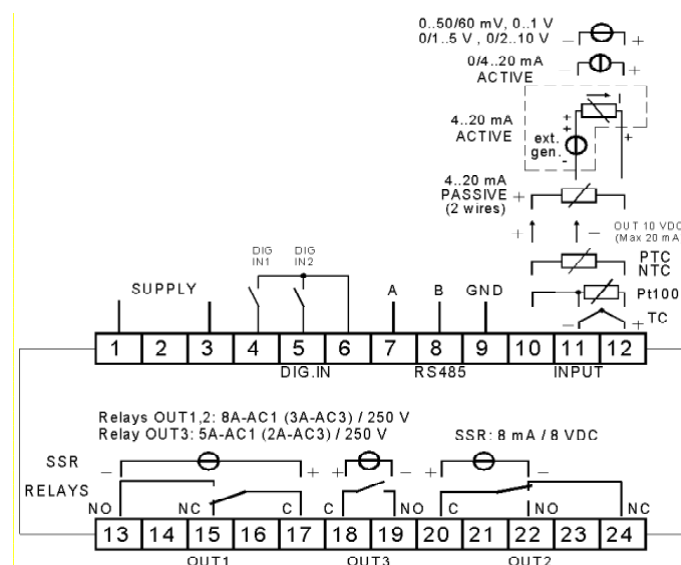 0..50/60 mV, 0..1 V
0/1..5 V , 0/2..10 V
− +
0/4..20 mA
ACTIVE
− +
4..20 mA
ACTIVE
I
+
+
ext.
gen.
-
+
4..20 mA
PASSIVE
(2 wires)
+
+ −
OUT 10 VDC
(Max 20 mA
PTC
NTC
Pt100
− + TC
SUPPLY
DIG
IN1
DIG
IN2
A B GND
1 2 3 4 5 6 7 8 9 10 11 12
DIG.IN RS485 INPUT
Relays OUT1,2: 8A-AC1 (3A-AC3) / 250 V
Relay OUT3: 5A-AC1 (2A-AC3) / 250 V
SSR: 8 mA / 8 VDC
SSR − + + − + −
RELAYS
NO NC C C NO C NO NC
13 14 15 16 17 18 19 20 21 22 23 24
OUT1 OUT3 OUT2